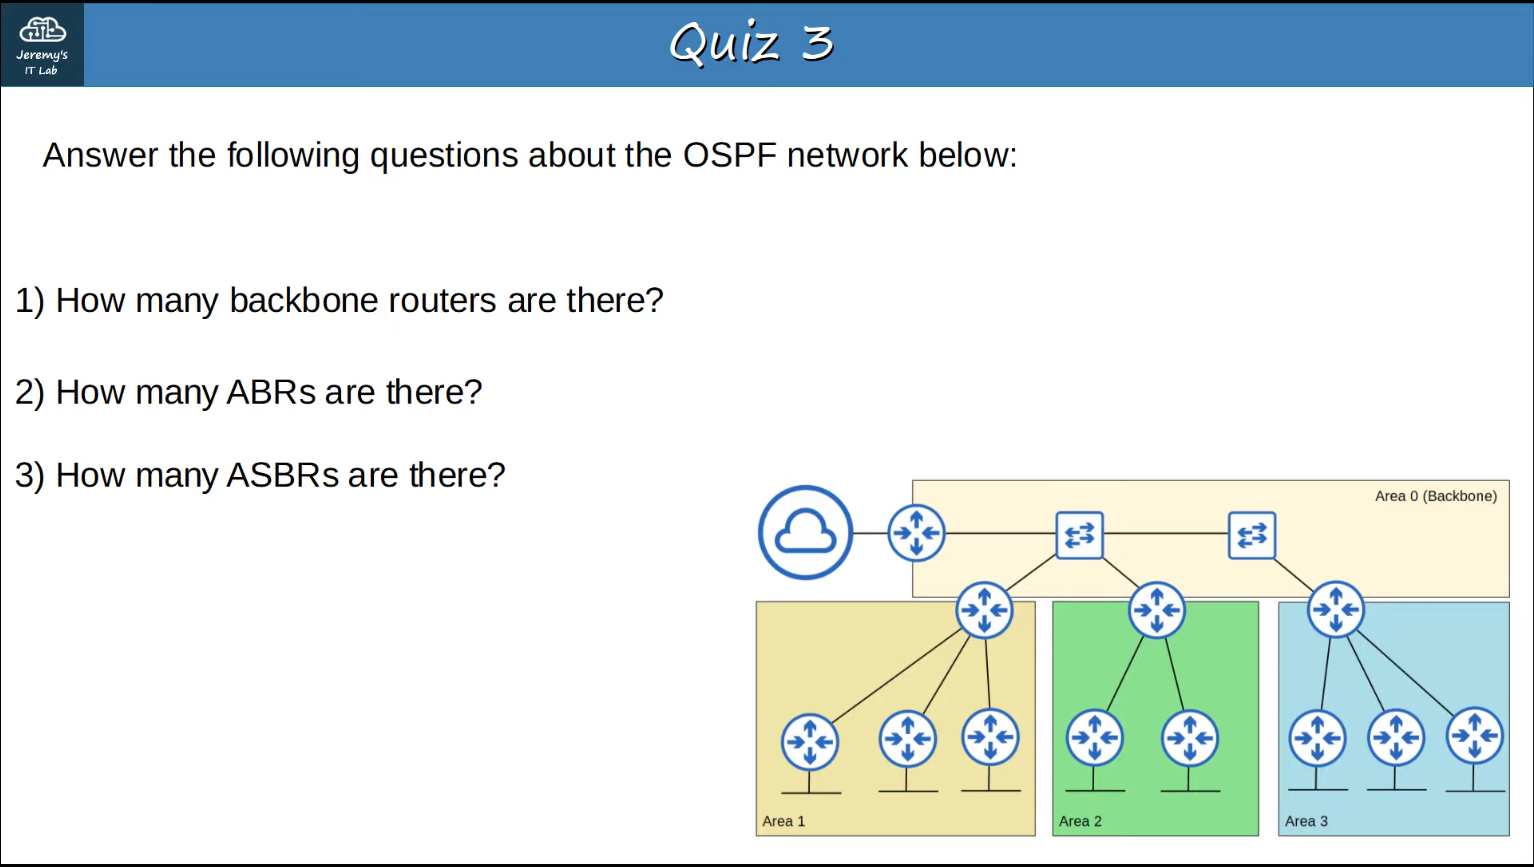 Jeremy's
IT Lab
Quiz 3
Answer the following questions about the OSPF network below:
1) How many backbone routers are there?
2) How many ABRs are there?
3) How many ASBRs are there?
Area 0 (Backbone)
Area 1
Area 2
Area 3